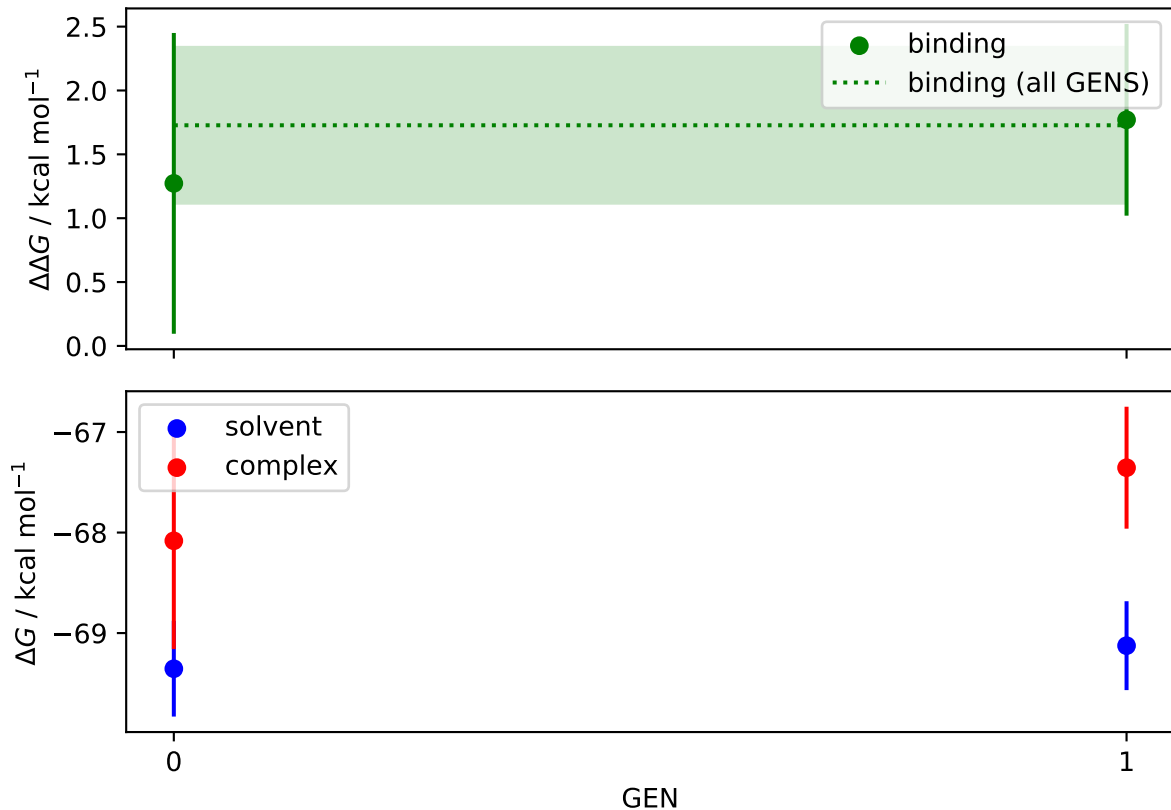 2.5
2.0
1.5
1.0
0.5
0.0
ΔΔG / kcal mol⁻¹
binding
binding (all GENS)
−67
−68
−69
ΔG / kcal mol⁻¹
solvent
complex
0
1
GEN